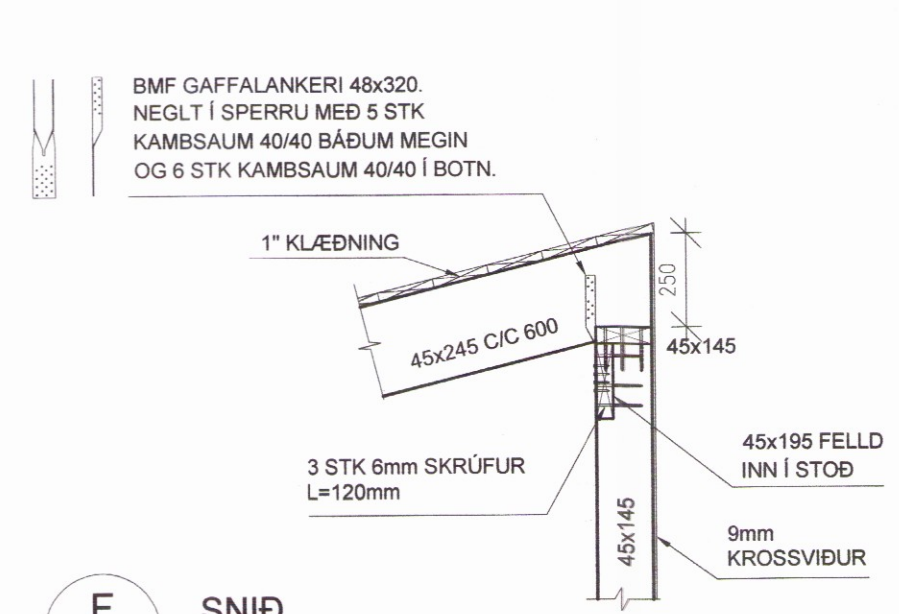 BMF GAFFALANKERI 48x320.
NEGLT Í SPERRU MEÐ 5 STK
KAMBSAUM 40/40 BÁÐUM MEGIN
OG 6 STK KAMBSAUM 40/40 Í BOTN.
1" KLÆÐNING
250
45x245 C/C 600
45x145
45x195 FELLD
INN Í STOÐ
3 STK 6mm SKRÚFUR
L=120mm
45x145
9mm
KROSSVIÐUR
SNIÐ